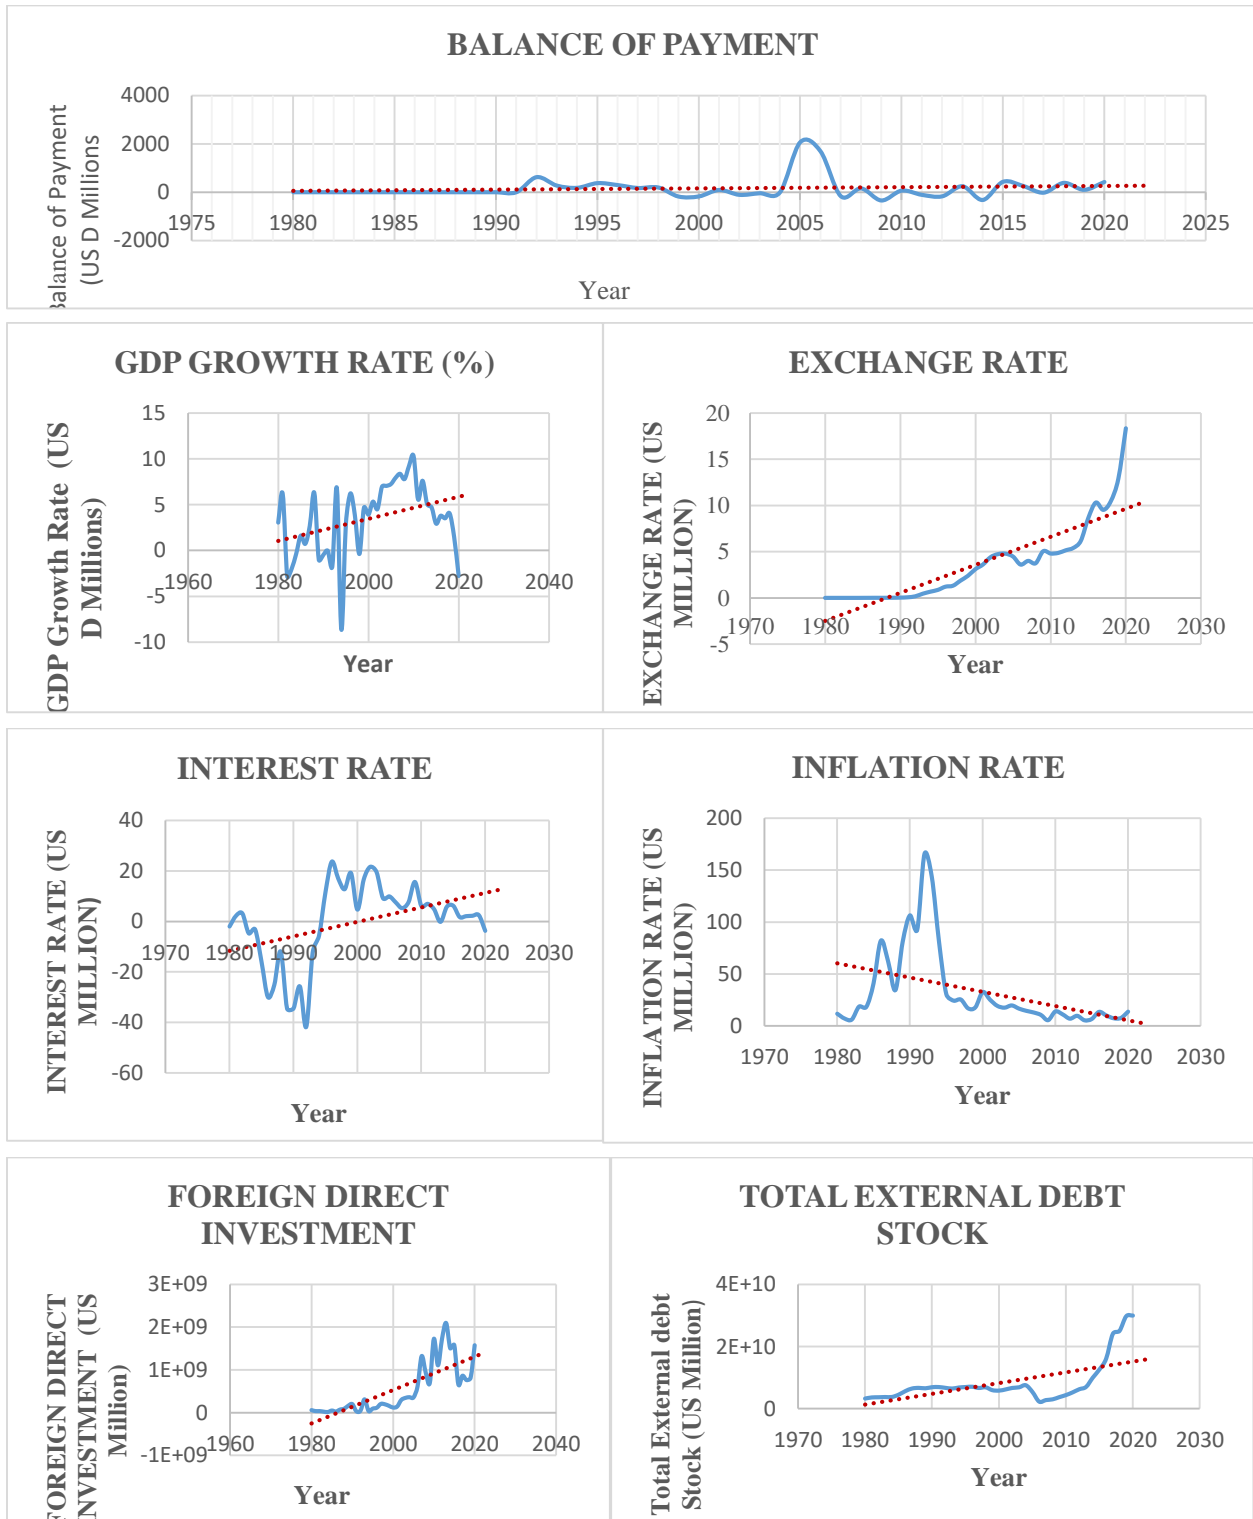 BALANCE OF PAYMENT
Balance of Payment
(US D Millions
4000
2000
0
-2000
1975 1980 1985 1990 1995 2000 2005 2010 2015 2020 2025
Year
GDP GROWTH RATE (%)
GDP Growth Rate (US
D Millions)
15
10
5
0
-5
-10
1960 1980 2000 2020 2040
Year
EXCHANGE RATE
EXCHANGE RATE (US
MILLION)
20
15
10
5
0
-5
1970 1980 1990 2000 2010 2020 2030
Year
INTEREST RATE
INTEREST RATE (US
MILLION)
40
20
0
-20
-40
-60
1970 1980 1990 2000 2010 2020 2030
Year
INFLATION RATE
INFLATION RATE (US
MILLION)
200
150
100
50
0
1970 1980 1990 2000 2010 2020 2030
Year
FOREIGN DIRECT
INVESTMENT
FOREIGN DIRECT
INVESTMENT (US
Million)
3E+09
2E+09
1E+09
0
-1E+09
1960 1980 2000 2020 2040
Year
TOTAL EXTERNAL DEBT
STOCK
Total External debt
Stock (US Million)
4E+10
2E+10
0
1970 1980 1990 2000 2010 2020 2030
Year